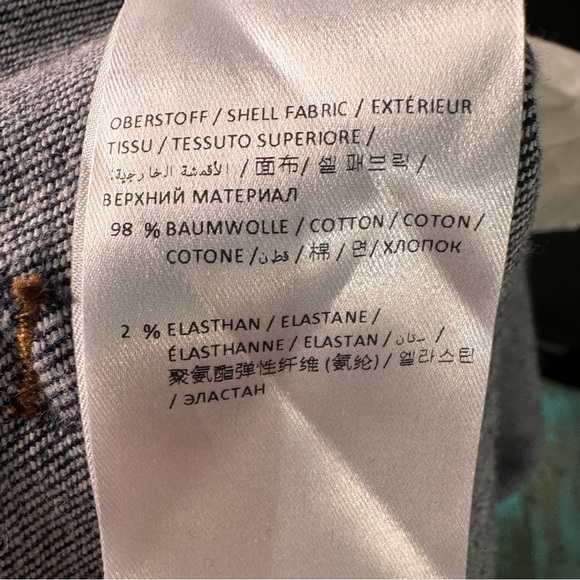 OBERSTOFF / SHELL FABRIC / EXTÉRIEUR
TISSU / TESSUTO SUPERIORE /
الأقمشة الخارجية: / 面布 / 셸 패브릭 /
ВЕРХНИЙ МАТЕРИАЛ
98 % BAUMWOLLE / COTTON / COTON /
COTONE / قطن / 棉 / 면 / ХЛОПОК
2 % ELASTHAN / ELASTANE /
ÉLASTHANNE / ELASTAN / /
聚氨酯弹性纤维 (氨纶) / 엘라스틴
/ ЭЛАСТАН